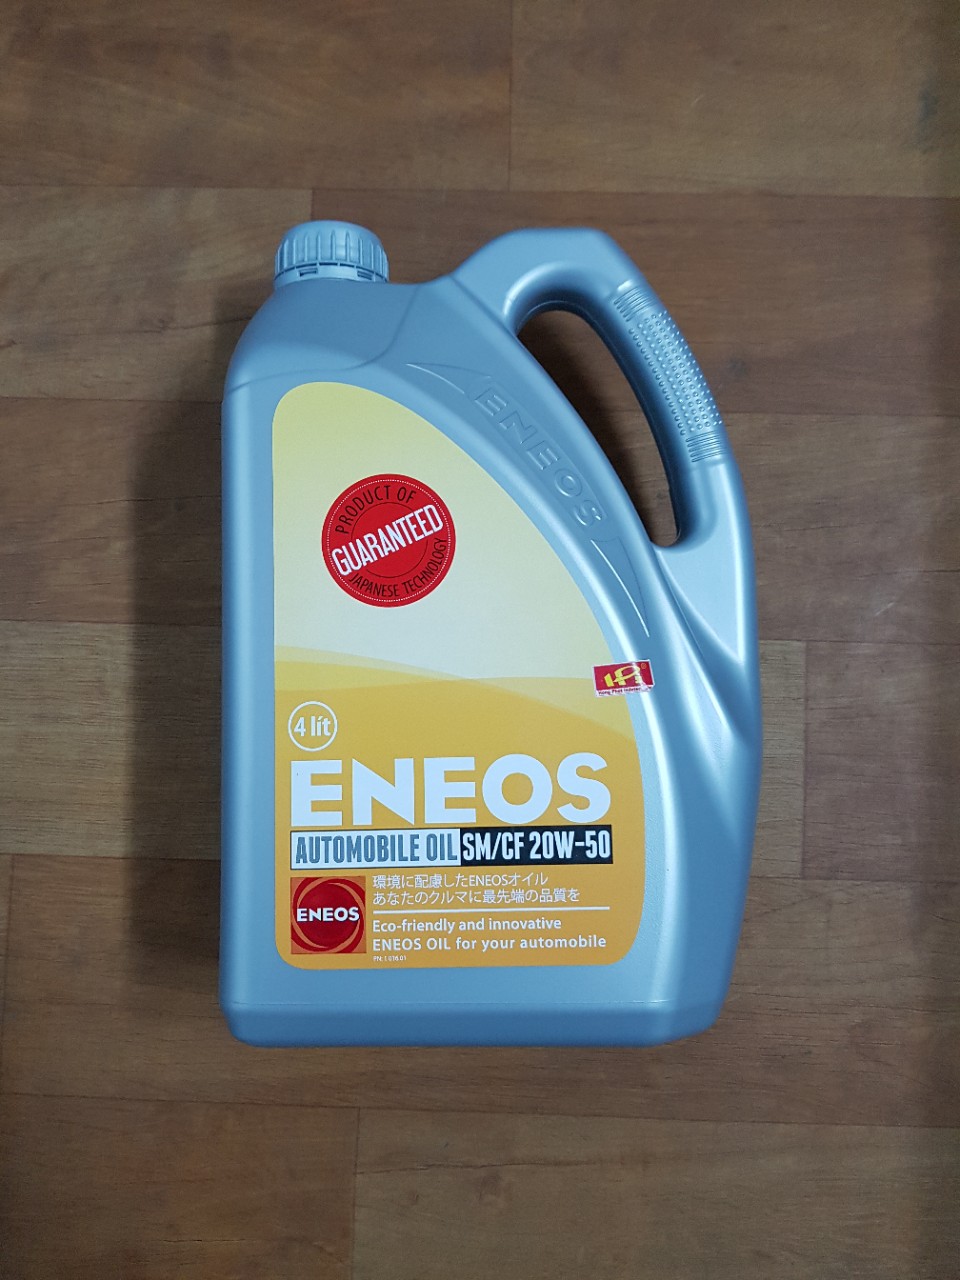 ENEOS
PRODUCT OF
GUARANTEED
JAPANESE TECHNOLOGY
4 lít
ENEOS
AUTOMOBILE OIL SM/CF 20W-50
ENEOS
環境に配慮したENEOSオイル
あなたのクルマに最先端の品質を
Eco-friendly and innovative
ENEOS OIL for your automobile